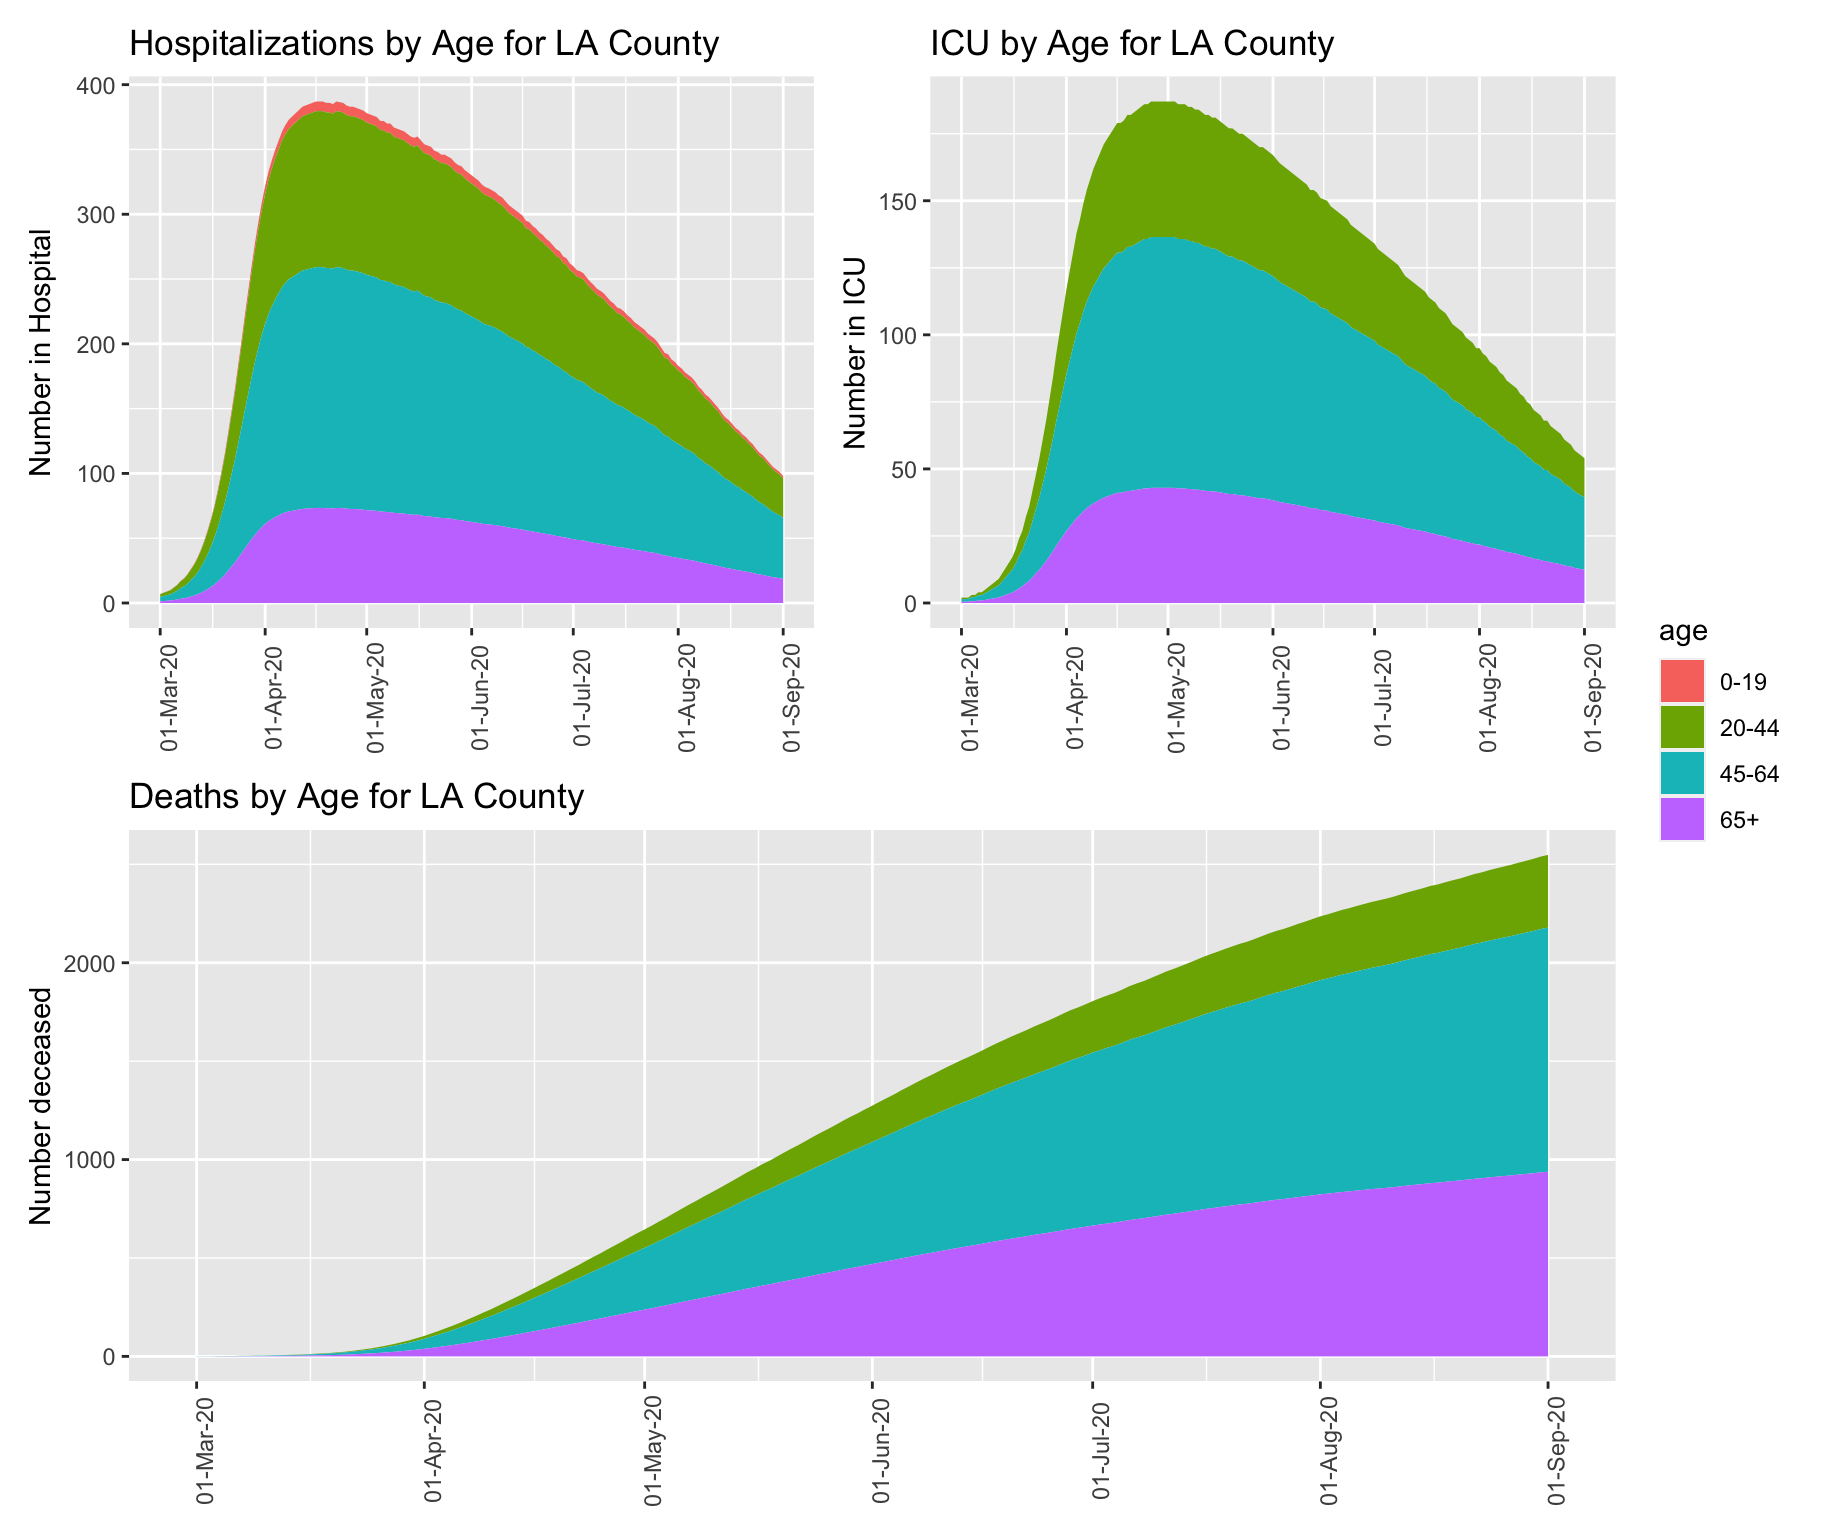 Hospitalizations by Age for LA County
Number in Hospital
400
300
200
100
0
01-Mar-20
01-Apr-20
01-May-20
01-Jun-20
01-Jul-20
01-Aug-20
01-Sep-20
ICU by Age for LA County
Number in ICU
150
100
50
0
01-Mar-20
01-Apr-20
01-May-20
01-Jun-20
01-Jul-20
01-Aug-20
01-Sep-20
age
0-19
20-44
45-64
65+
Deaths by Age for LA County
Number deceased
2000
1000
0
01-Mar-20
01-Apr-20
01-May-20
01-Jun-20
01-Jul-20
01-Aug-20
01-Sep-20